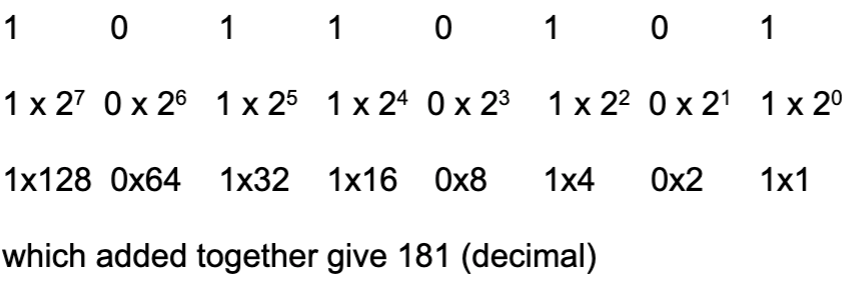 1 0 1 1 0 1 0 1
1 x 2⁷ 0 x 2⁶ 1 x 2⁵ 1 x 2⁴ 0 x 2³ 1 x 2² 0 x 2¹ 1 x 2⁰
1x128 0x64 1x32 1x16 0x8 1x4 0x2 1x1
which added together give 181 (decimal)